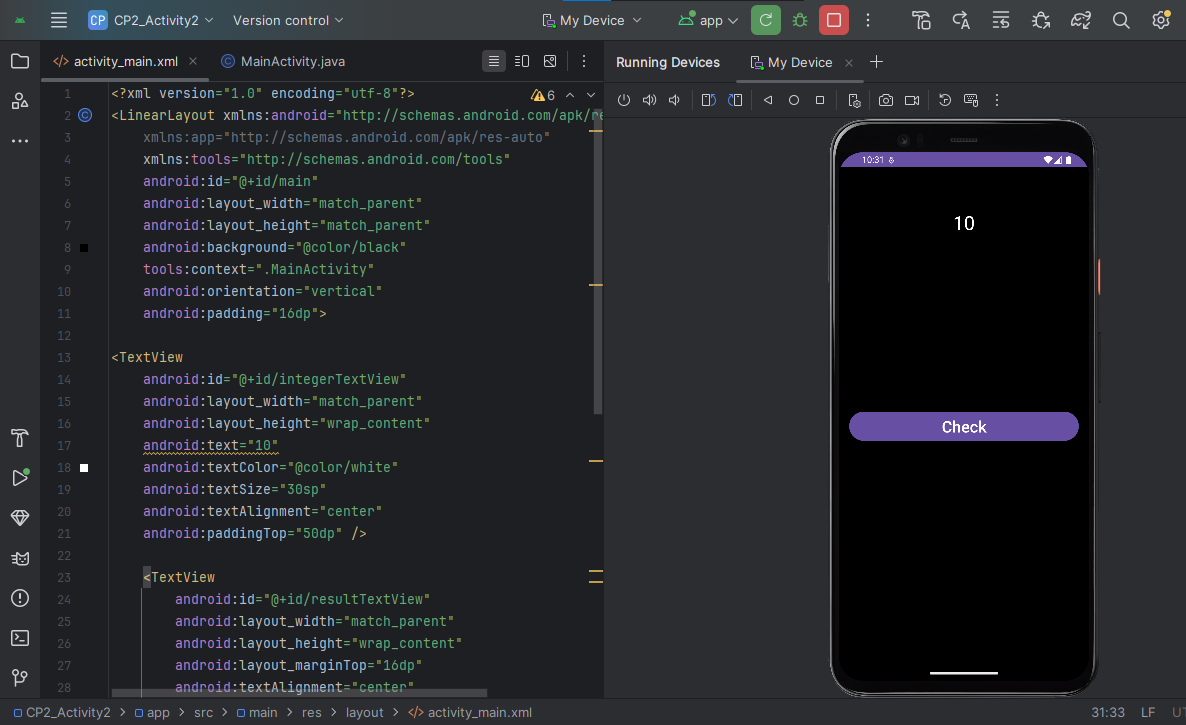 CP CP2_Activity2 Version control My Device app
activity_main.xml MainActivity.java Running Devices My Device
6
1 <?xml version="1.0" encoding="utf-8"?>
2 <LinearLayout xmlns:android="http://schemas.android.com/apk/re
3 xmlns:app="http://schemas.android.com/apk/res-auto"
4 xmlns:tools="http://schemas.android.com/tools"
5 android:id="@+id/main"
6 android:layout_width="match_parent"
7 android:layout_height="match_parent"
8 android:background="@color/black"
9 tools:context=".MainActivity"
10 android:orientation="vertical"
11 android:padding="16dp">
12
13 <TextView
14 android:id="@+id/integerTextView"
15 android:layout_width="match_parent"
16 android:layout_height="wrap_content"
17 android:text="10"
18 android:textColor="@color/white"
19 android:textSize="30sp"
20 android:textAlignment="center"
21 android:paddingTop="50dp" />
22
23 <TextView
24 android:id="@+id/resultTextView"
25 android:layout_width="match_parent"
26 android:layout_height="wrap_content"
27 android:layout_marginTop="16dp"
28 android:textAlignment="center"
10:31
10
Check
CP2_Activity2 > app > src > main > res > layout > activity_main.xml 31:33 LF UT